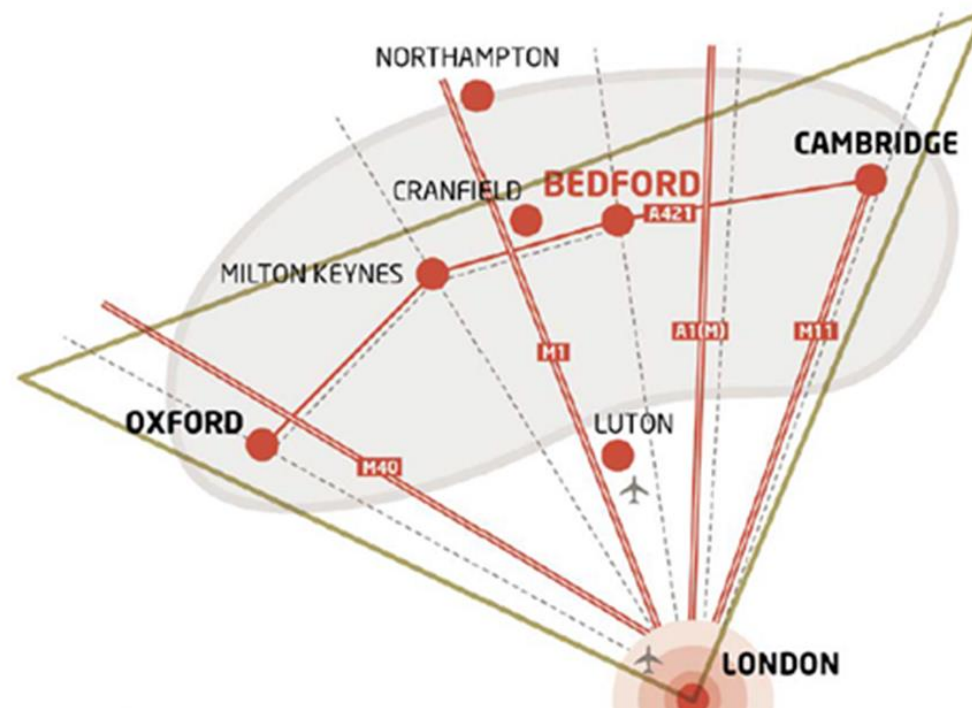 NORTHAMPTON
CAMBRIDGE
CRANFIELD
BEDFORD
A421
MILTON KEYNES
A1(M)
M11
M1
OXFORD
LUTON
M40
LONDON